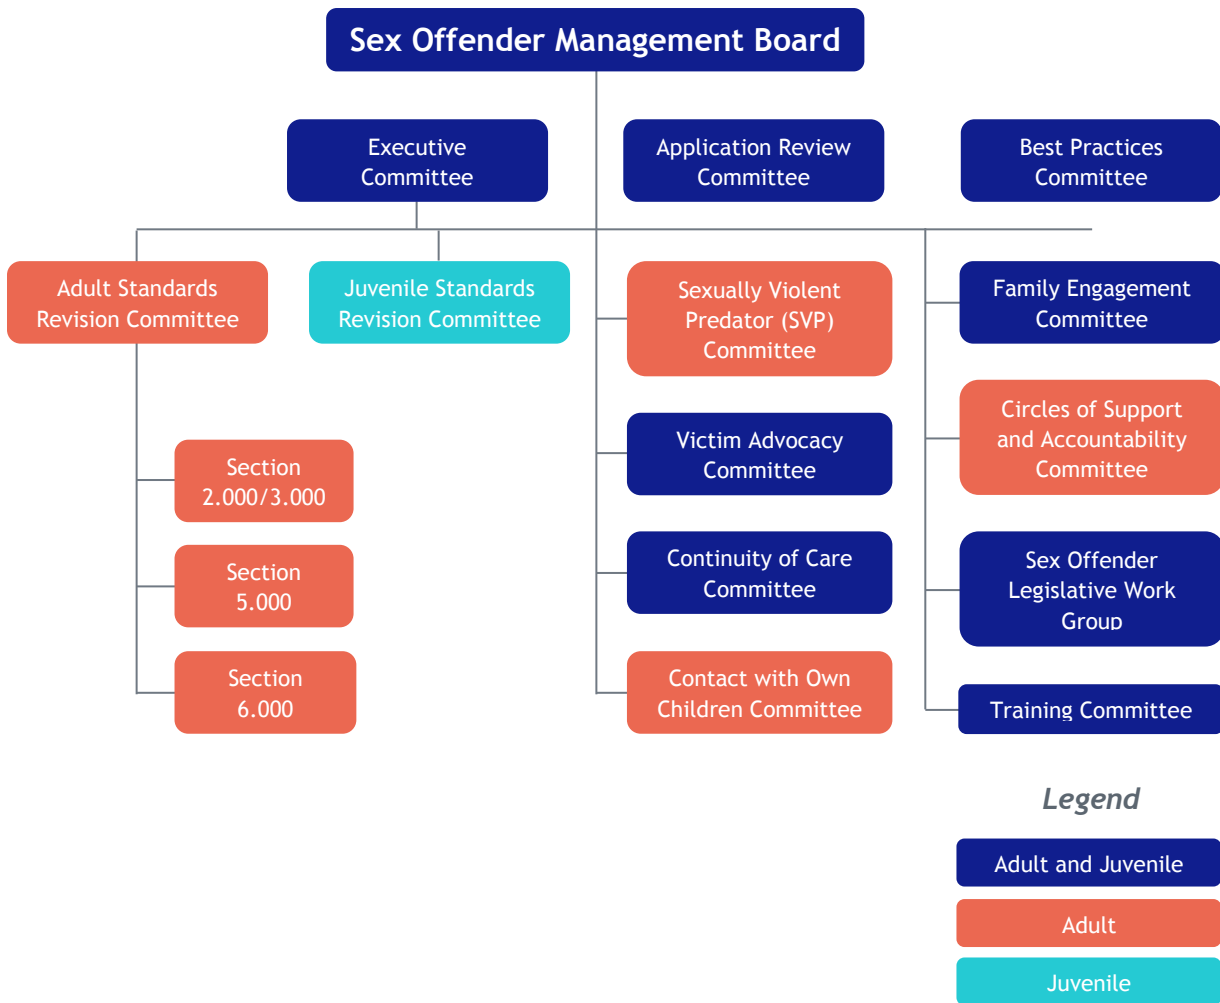 Sex Offender Management Board
Executive
Committee
Application Review
Committee
Best Practices
Committee
Adult Standards
Revision Committee
Juvenile Standards
Revision Committee
Sexually Violent
Predator (SVP)
Committee
Family Engagement
Committee
Circles of Support
and Accountability
Committee
Victim Advocacy
Committee
Section
2.000/3.000
Continuity of Care
Committee
Sex Offender
Legislative Work
Group
Section
5.000
Section
6.000
Contact with Own
Children Committee
Training Committee
Legend
Adult and Juvenile
Adult
Juvenile